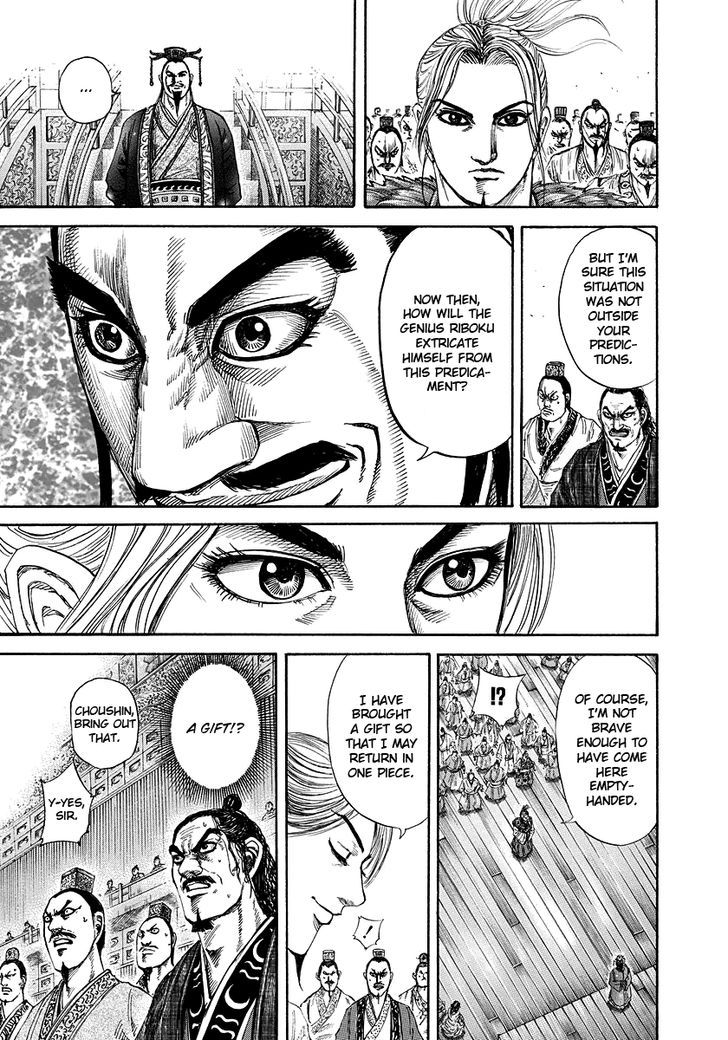 ...
BUT I'M
SURE THIS
SITUATION
WAS NOT
OUTSIDE
YOUR
PREDIC-
TIONS.
NOW THEN,
HOW WILL THE
GENIUS RIBOKU
EXTRICATE
HIMSELF FROM
THIS PREDICA-
MENT?
OF COURSE,
I'M NOT
BRAVE
ENOUGH TO
HAVE COME
HERE
EMPTY-
HANDED.
!?
I HAVE
BROUGHT
A GIFT SO
THAT I MAY
RETURN IN
ONE PIECE.
!
A GIFT!?
CHOUSHIN,
BRING OUT
THAT.
Y-YES,
SIR.